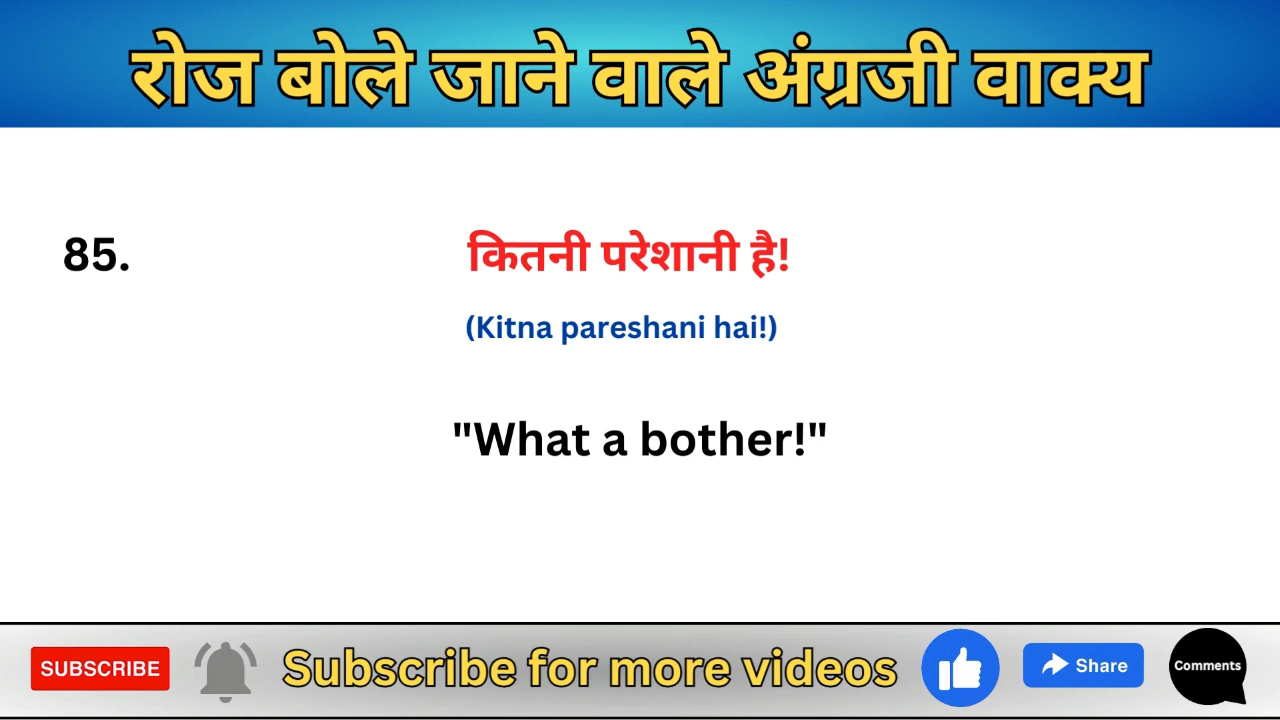 रोज बोले जाने वाले अंग्रजी वाक्य
85. कितनी परेशानी है!
(Kitna pareshani hai!)
"What a bother!"
SUBSCRIBE Subscribe for more videos Share Comments